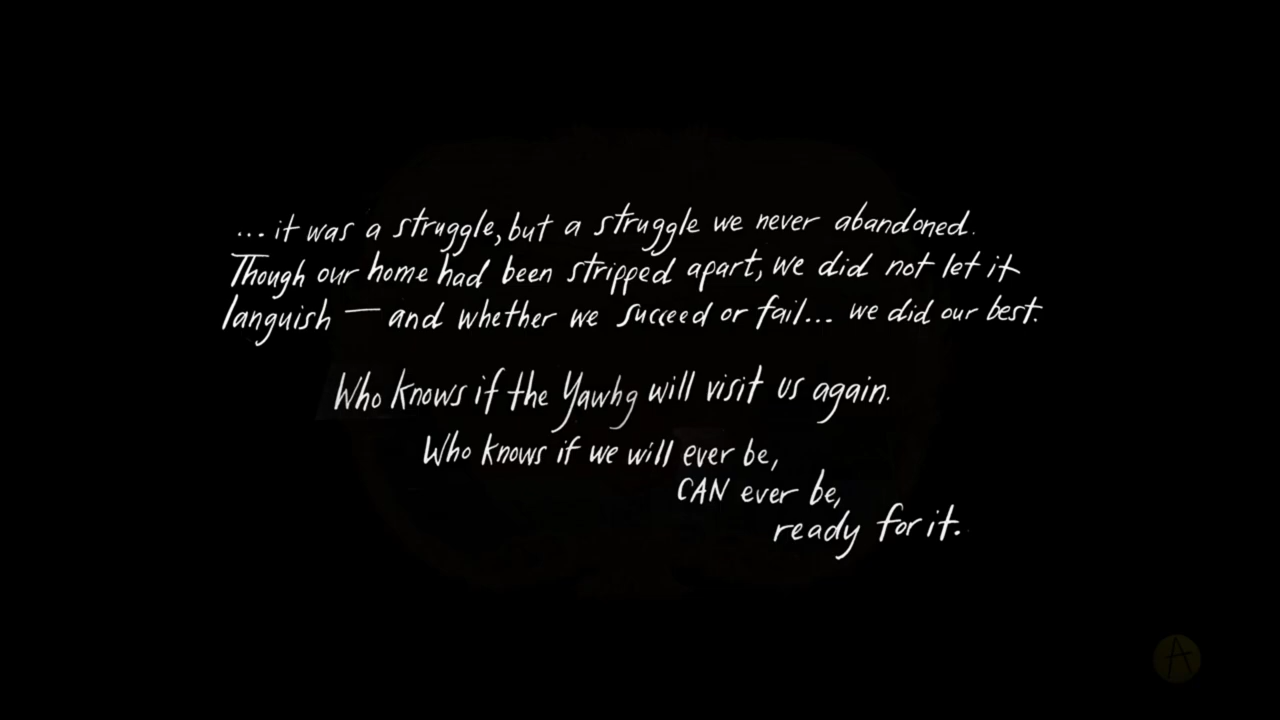 ...it was a struggle, but a struggle we never abandoned.
Though our home had been stripped apart, we did not let it
languish — and whether we succeed or fail... we did our best.
Who knows if the Yawhg will visit us again.
Who knows if we will ever be,
CAN ever be,
ready for it.
A